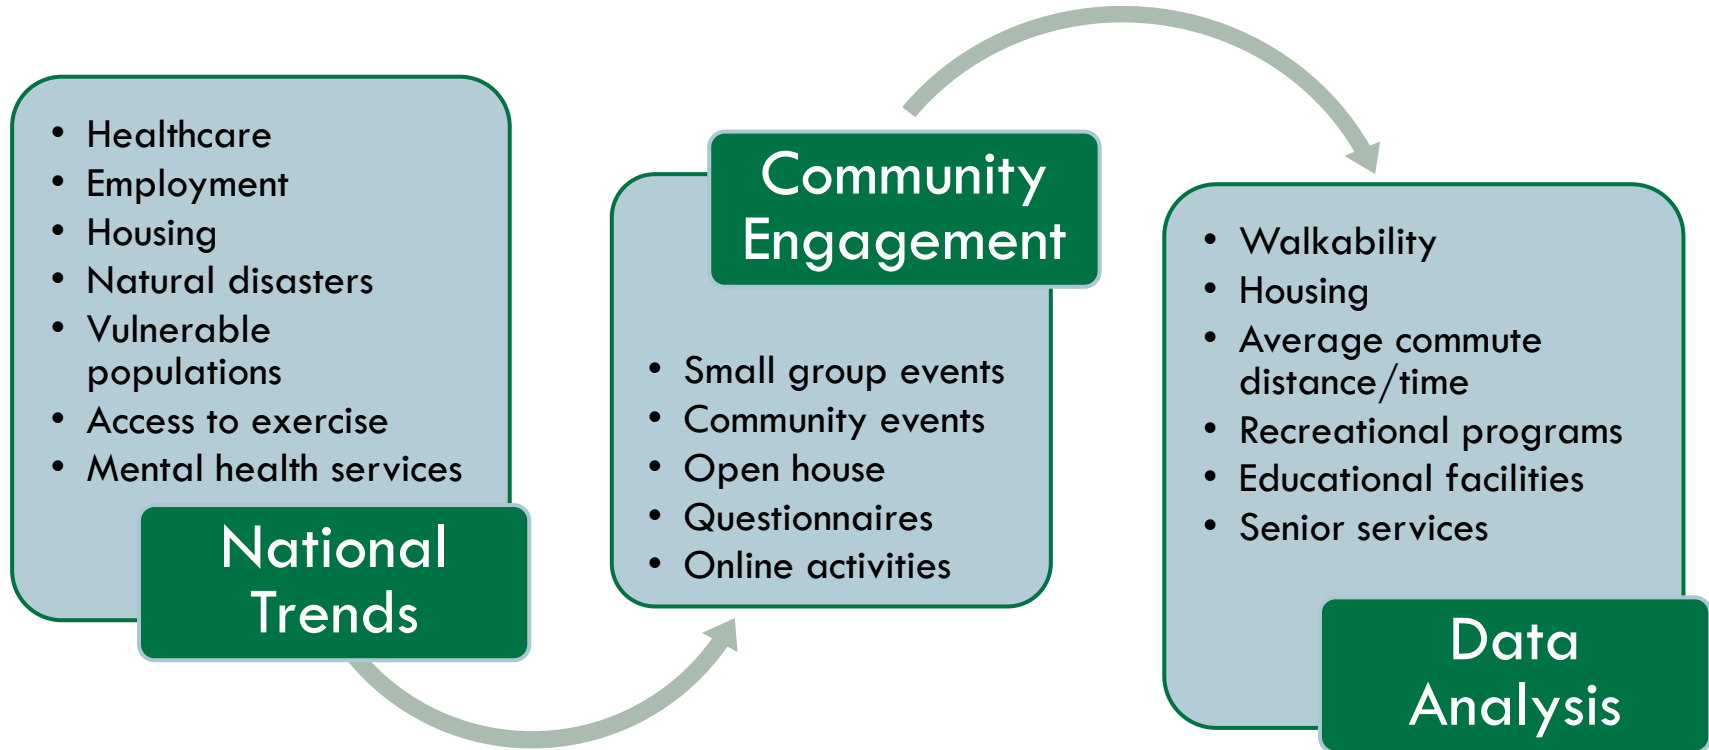 • Healthcare
• Employment
• Housing
• Natural disasters
• Vulnerable
populations
• Access to exercise
• Mental health services
National
Trends
Community
Engagement
• Small group events
• Community events
• Open house
• Questionnaires
• Online activities
• Walkability
• Housing
• Average commute
distance/time
• Recreational programs
• Educational facilities
• Senior services
Data
Analysis